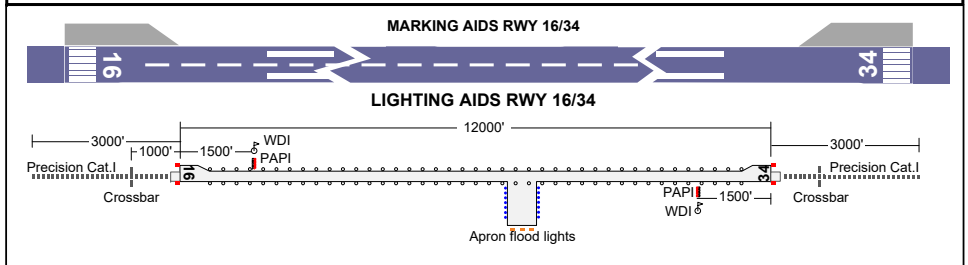 MARKING AIDS RWY 16/34
16
34
LIGHTING AIDS RWY 16/34
12000'
3000'
1000'
1500'
WDI
PAPI
3000'
Precision Cat.I
16
34
Precision Cat.I
Crossbar
PAPI
WDI
1500'
Crossbar
Apron flood lights